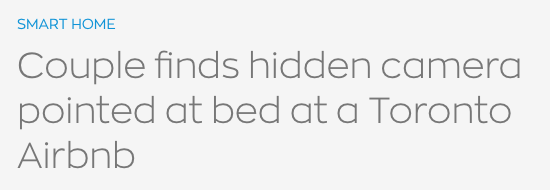 SMART HOME
Couple finds hidden camera
pointed at bed at a Toronto
Airbnb